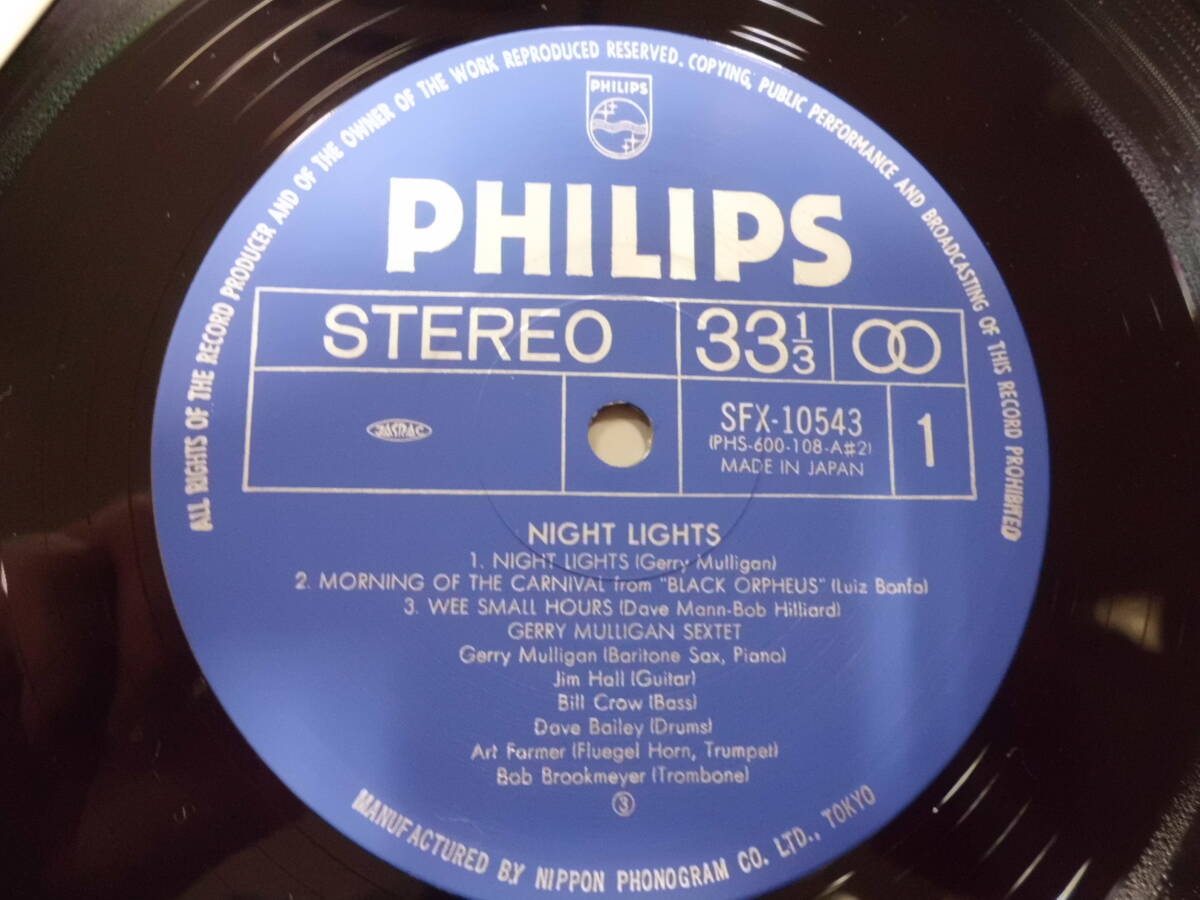 ALL RIGHTS OF THE RECORD PRODUCER AND OF THE OWNER OF THE WORK REPRODUCED RESERVED. COPYING, PUBLIC PERFORMANCE AND BROADCASTING OF THIS RECORD PROHIBITED
PHILIPS
PHILIPS
STEREO
33 1/3
JASRAC
SFX-10543
(PHS-600-108-A#2)
MADE IN JAPAN
1
NIGHT LIGHTS
1. NIGHT LIGHTS (Gerry Mulligan)
2. MORNING OF THE CARNIVAL from "BLACK ORPHEUS" (Luiz Bonfa)
3. WEE SMALL HOURS (Dave Mann-Bob Hilliard)
GERRY MULLIGAN SEXTET
Gerry Mulligan (Baritone Sax, Piano)
Jim Hall (Guitar)
Bill Crow (Bass)
Dave Bailey (Drums)
Art Farmer (Fluegel Horn, Trumpet)
Bob Brookmeyer (Trombone)
③
MANUFACTURED BY NIPPON PHONOGRAM CO. LTD., TOKYO